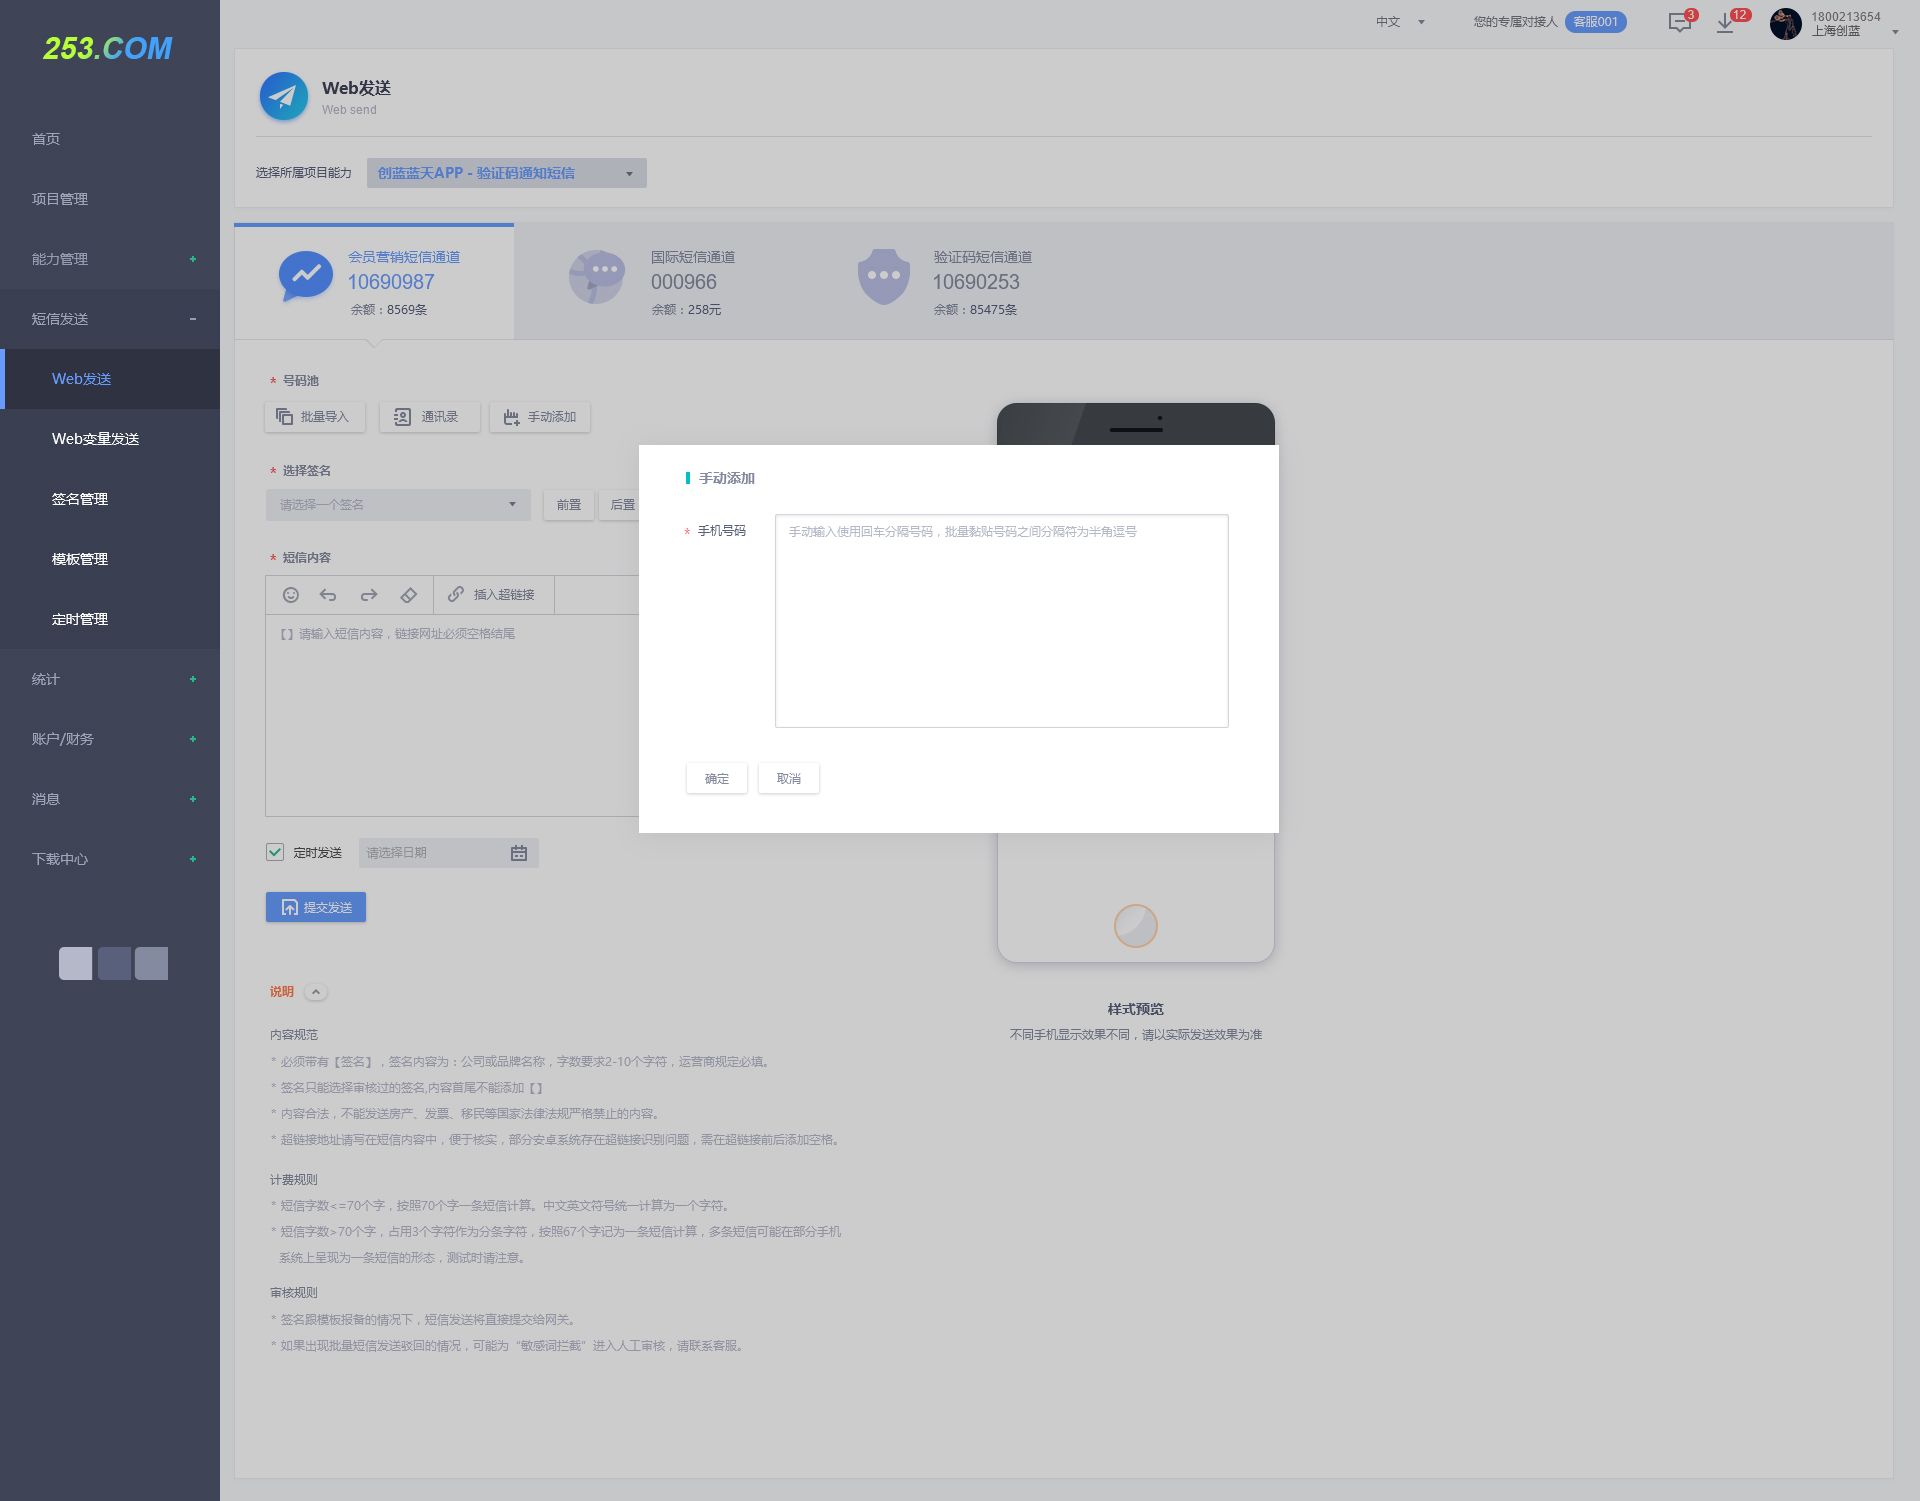 253.COM
中文
您的专属对接人 客服001
3
12
1800213654
上海创蓝
首页
项目管理
能力管理 +
短信发送 -
Web发送
Web变量发送
签名管理
模板管理
定时管理
统计 +
账户/财务 +
消息 +
下载中心 +
Web发送
Web send
选择所属项目能力 创蓝蓝天APP - 验证码通知短信
会员营销短信通道
10690987
余额：8569条
国际短信通道
000966
余额：258元
验证码短信通道
10690253
余额：85475条
* 号码池
批量导入 通讯录 手动添加
* 选择签名
请选择一个签名 前置 后置
* 短信内容
插入超链接
【】请输入短信内容，链接网址必须空格结尾
手动添加
* 手机号码 手动输入使用回车分隔号码，批量黏贴号码之间分隔符为半角逗号
确定 取消
定时发送 请选择日期
提交发送
样式预览
不同手机显示效果不同，请以实际发送效果为准
说明
内容规范
* 必须带有【签名】，签名内容为：公司或品牌名称，字数要求2-10个字符，运营商规定必填。
* 签名只能选择审核过的签名,内容首尾不能添加【】
* 内容合法，不能发送房产、发票、移民等国家法律法规严格禁止的内容。
* 超链接地址请写在短信内容中，便于核实，部分安卓系统存在超链接识别问题，需在超链接前后添加空格。
计费规则
* 短信字数<=70个字，按照70个字一条短信计算。中文英文符号统一计算为一个字符。
* 短信字数>70个字，占用3个字符作为分条字符，按照67个字记为一条短信计算，多条短信可能在部分手机
系统上呈现为一条短信的形态，测试时请注意。
审核规则
* 签名跟模板报备的情况下，短信发送将直接提交给网关。
* 如果出现批量短信发送驳回的情况，可能为“敏感词拦截”进入人工审核，请联系客服。